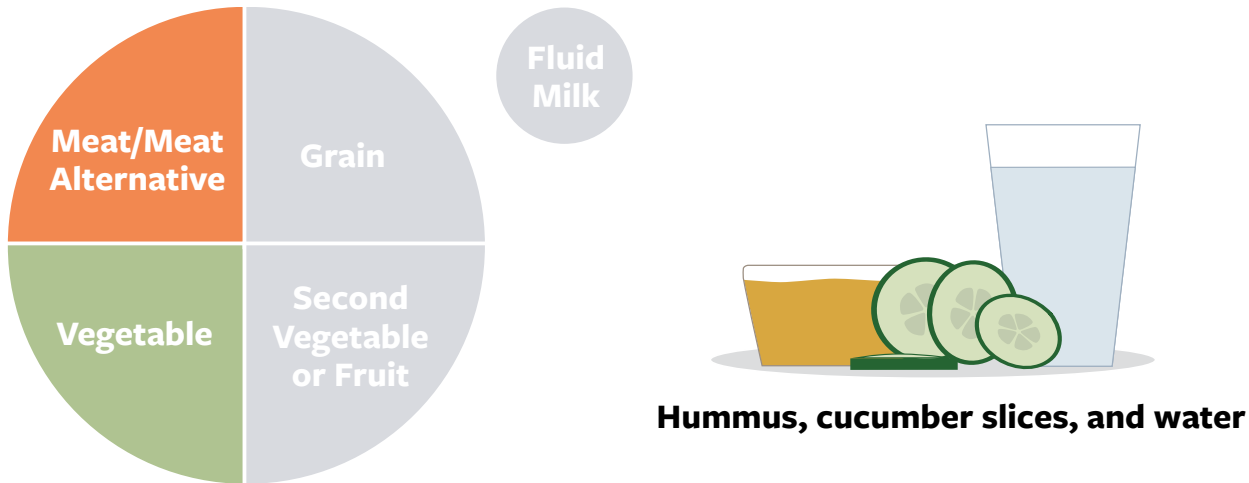 Meat/Meat
Alternative
Grain
Fluid
Milk
Vegetable
Second
Vegetable
or Fruit
Hummus, cucumber slices, and water